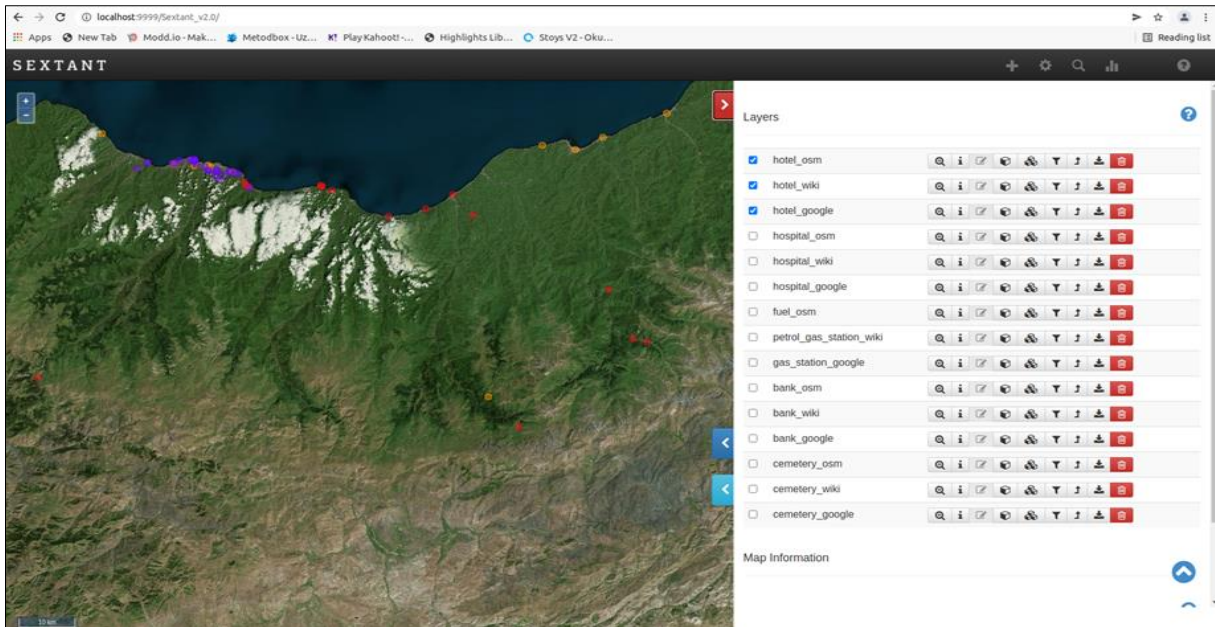 localhost:9999/Sextant_v2.0/
Apps New Tab Modd.io - Mak... Metodbox - Uz... K! Play Kahoot! -... Highlights Lib... Stoys V2 - Oku... Reading list
SEXTANT
Layers
hotel_osm
hotel_wiki
hotel_google
hospital_osm
hospital_wiki
hospital_google
fuel_osm
petrol_gas_station_wiki
gas_station_google
bank_osm
bank_wiki
bank_google
cemetery_osm
cemetery_wiki
cemetery_google
Map Information
10 km